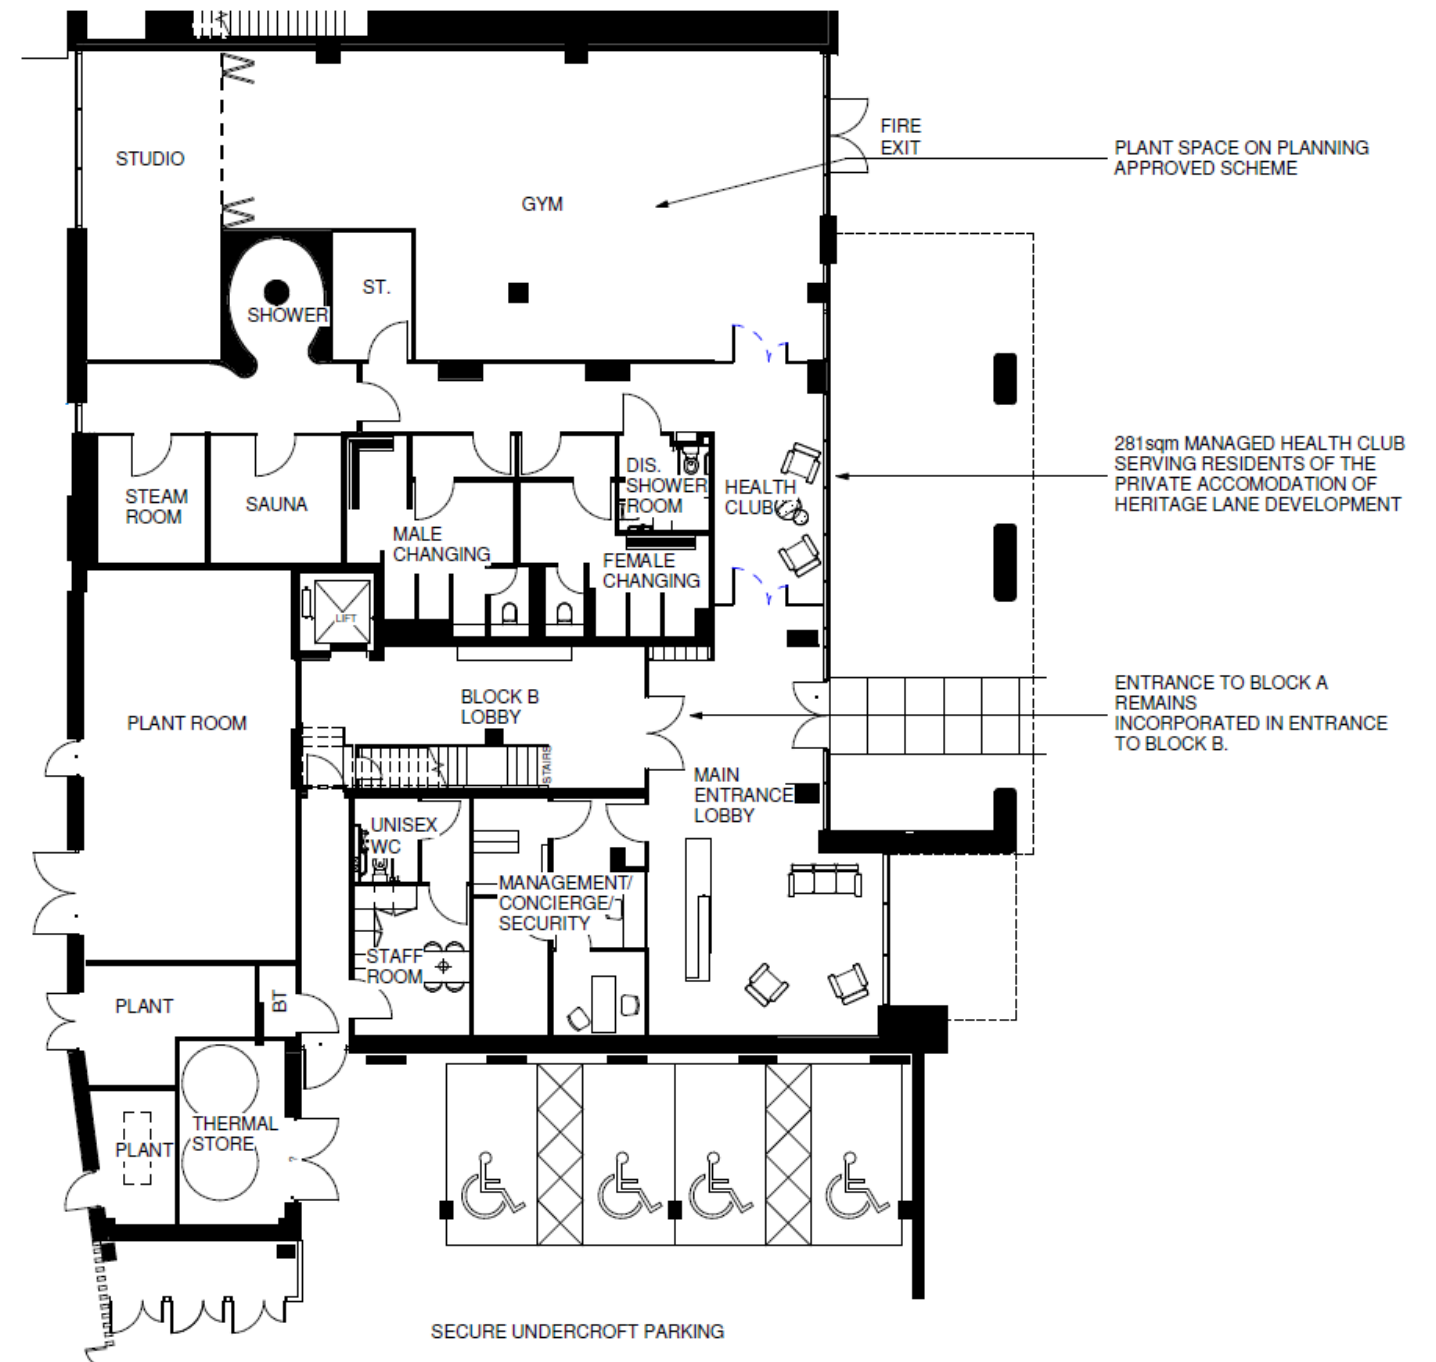 FIRE
EXIT
PLANT SPACE ON PLANNING
APPROVED SCHEME
STUDIO
GYM
ST.
SHOWER
281sqm MANAGED HEALTH CLUB
SERVING RESIDENTS OF THE
PRIVATE ACCOMODATION OF
HERITAGE LANE DEVELOPMENT
STEAM
ROOM
SAUNA
MALE
CHANGING
DIS.
SHOWER
ROOM
HEALTH
CLUB
FEMALE
CHANGING
LIFT
BLOCK B
LOBBY
ENTRANCE TO BLOCK A
REMAINS
INCORPORATED IN ENTRANCE
TO BLOCK B.
PLANT ROOM
STAIRS
MAIN
ENTRANCE
LOBBY
UNISEX
WC
MANAGEMENT/
CONCIERGE/
SECURITY
STAFF
ROOM
PLANT
BT
THERMAL
STORE
PLANT
SECURE UNDERCROFT PARKING